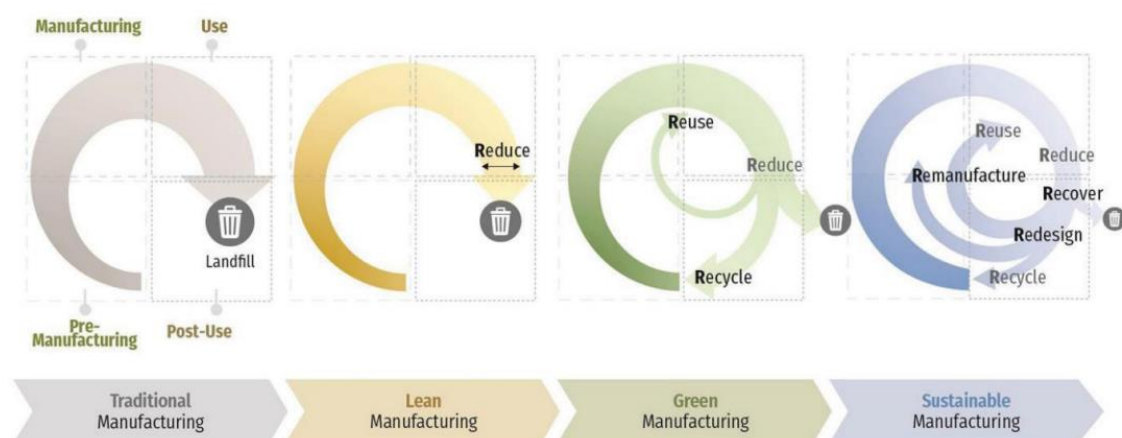 Manufacturing
Use
Landfill
Pre-
Manufacturing
Post-Use
Reduce
Reuse
Reduce
Recycle
Reuse
Reduce
Remanufacture
Recover
Redesign
Recycle
Traditional
Manufacturing
Lean
Manufacturing
Green
Manufacturing
Sustainable
Manufacturing